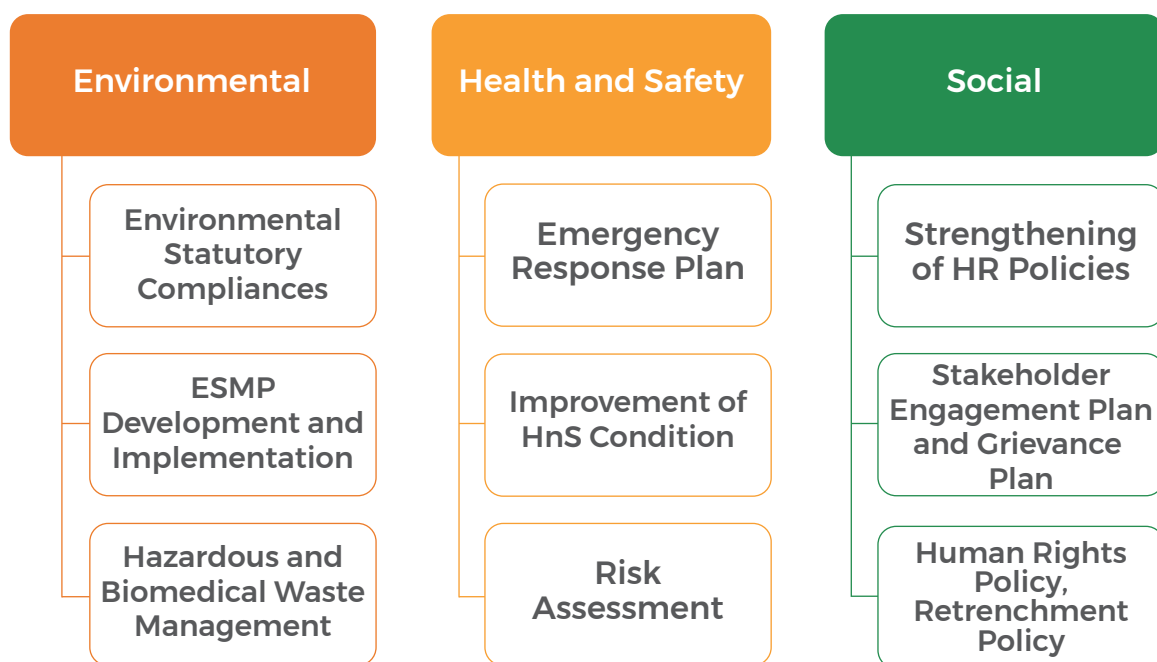 Environmental
Environmental
Statutory
Compliances
ESMP
Development and
Implementation
Hazardous and
Biomedical Waste
Management
Health and Safety
Emergency
Response Plan
Improvement of
HnS Condition
Risk
Assessment
Social
Strengthening
of HR Policies
Stakeholder
Engagement Plan
and Grievance
Plan
Human Rights
Policy,
Retrenchment
Policy